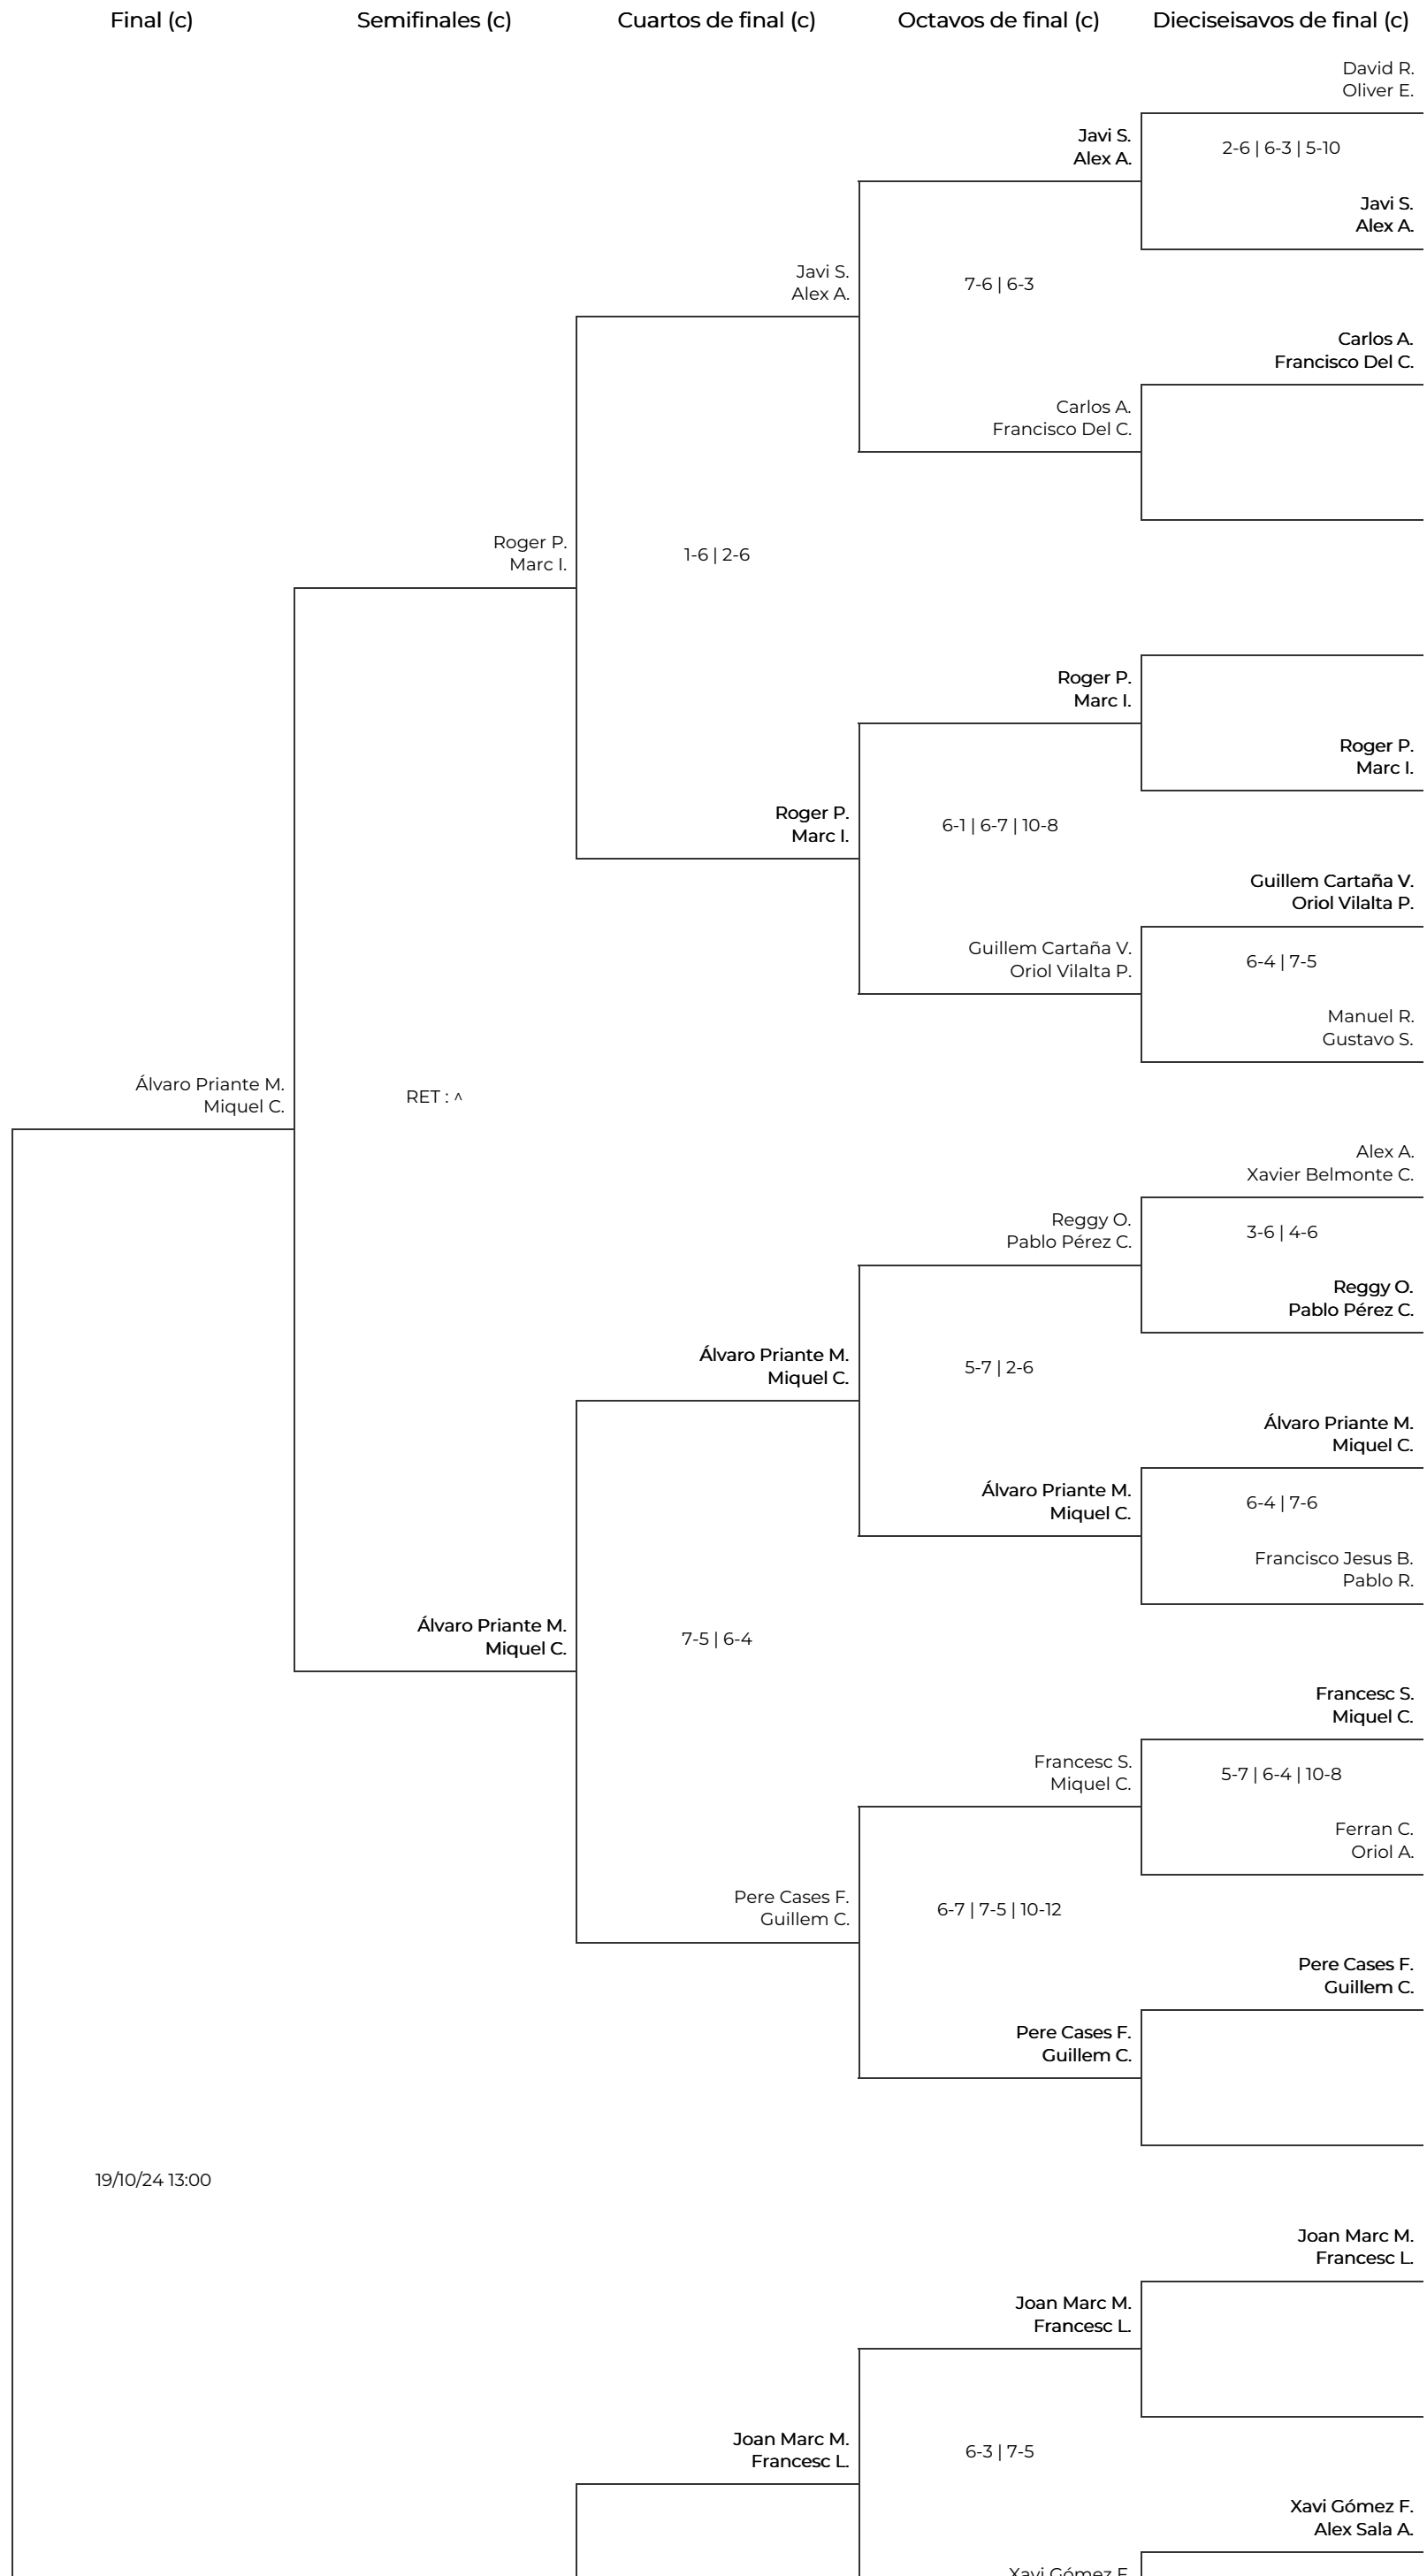 Final (c)
Semifinales (c)
Cuartos de final (c)
Octavos de final (c)
Dieciseisavos de final (c)
David R.
Oliver E.
Javi S.
Alex A.
2-6 | 6-3 | 5-10
Javi S.
Alex A.
Javi S.
Alex A.
7-6 | 6-3
Carlos A.
Francisco Del C.
Carlos A.
Francisco Del C.
Roger P.
Marc I.
1-6 | 2-6
Roger P.
Marc I.
Roger P.
Marc I.
Roger P.
Marc I.
6-1 | 6-7 | 10-8
Guillem Cartaña V.
Oriol Vilalta P.
Guillem Cartaña V.
Oriol Vilalta P.
6-4 | 7-5
Manuel R.
Gustavo S.
Álvaro Priante M.
Miquel C.
RET : ^
Alex A.
Xavier Belmonte C.
Reggy O.
Pablo Pérez C.
3-6 | 4-6
Reggy O.
Pablo Pérez C.
Álvaro Priante M.
Miquel C.
5-7 | 2-6
Álvaro Priante M.
Miquel C.
Álvaro Priante M.
Miquel C.
6-4 | 7-6
Francisco Jesus B.
Pablo R.
Álvaro Priante M.
Miquel C.
7-5 | 6-4
Francesc S.
Miquel C.
Francesc S.
Miquel C.
5-7 | 6-4 | 10-8
Ferran C.
Oriol A.
Pere Cases F.
Guillem C.
6-7 | 7-5 | 10-12
Pere Cases F.
Guillem C.
Pere Cases F.
Guillem C.
19/10/24 13:00
Joan Marc M.
Francesc L.
Joan Marc M.
Francesc L.
Joan Marc M.
Francesc L.
6-3 | 7-5
Xavi Gómez F.
Alex Sala A.
Xavi Gómez F.